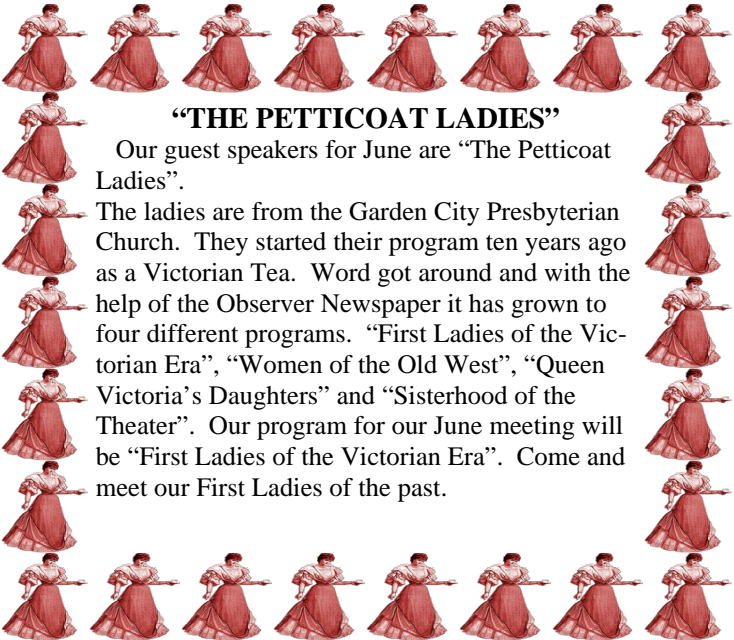 “THE PETTICOAT LADIES”
Our guest speakers for June are “The Petticoat
Ladies”.
The ladies are from the Garden City Presbyterian
Church.  They started their program ten years ago
as a Victorian Tea.  Word got around and with the
help of the Observer Newspaper it has grown to
four different programs.  “First Ladies of the Vic-
torian Era”, “Women of the Old West”, “Queen
Victoria’s Daughters” and “Sisterhood of the
Theater”.  Our program for our June meeting will
be “First Ladies of the Victorian Era”.  Come and
meet our First Ladies of the past.